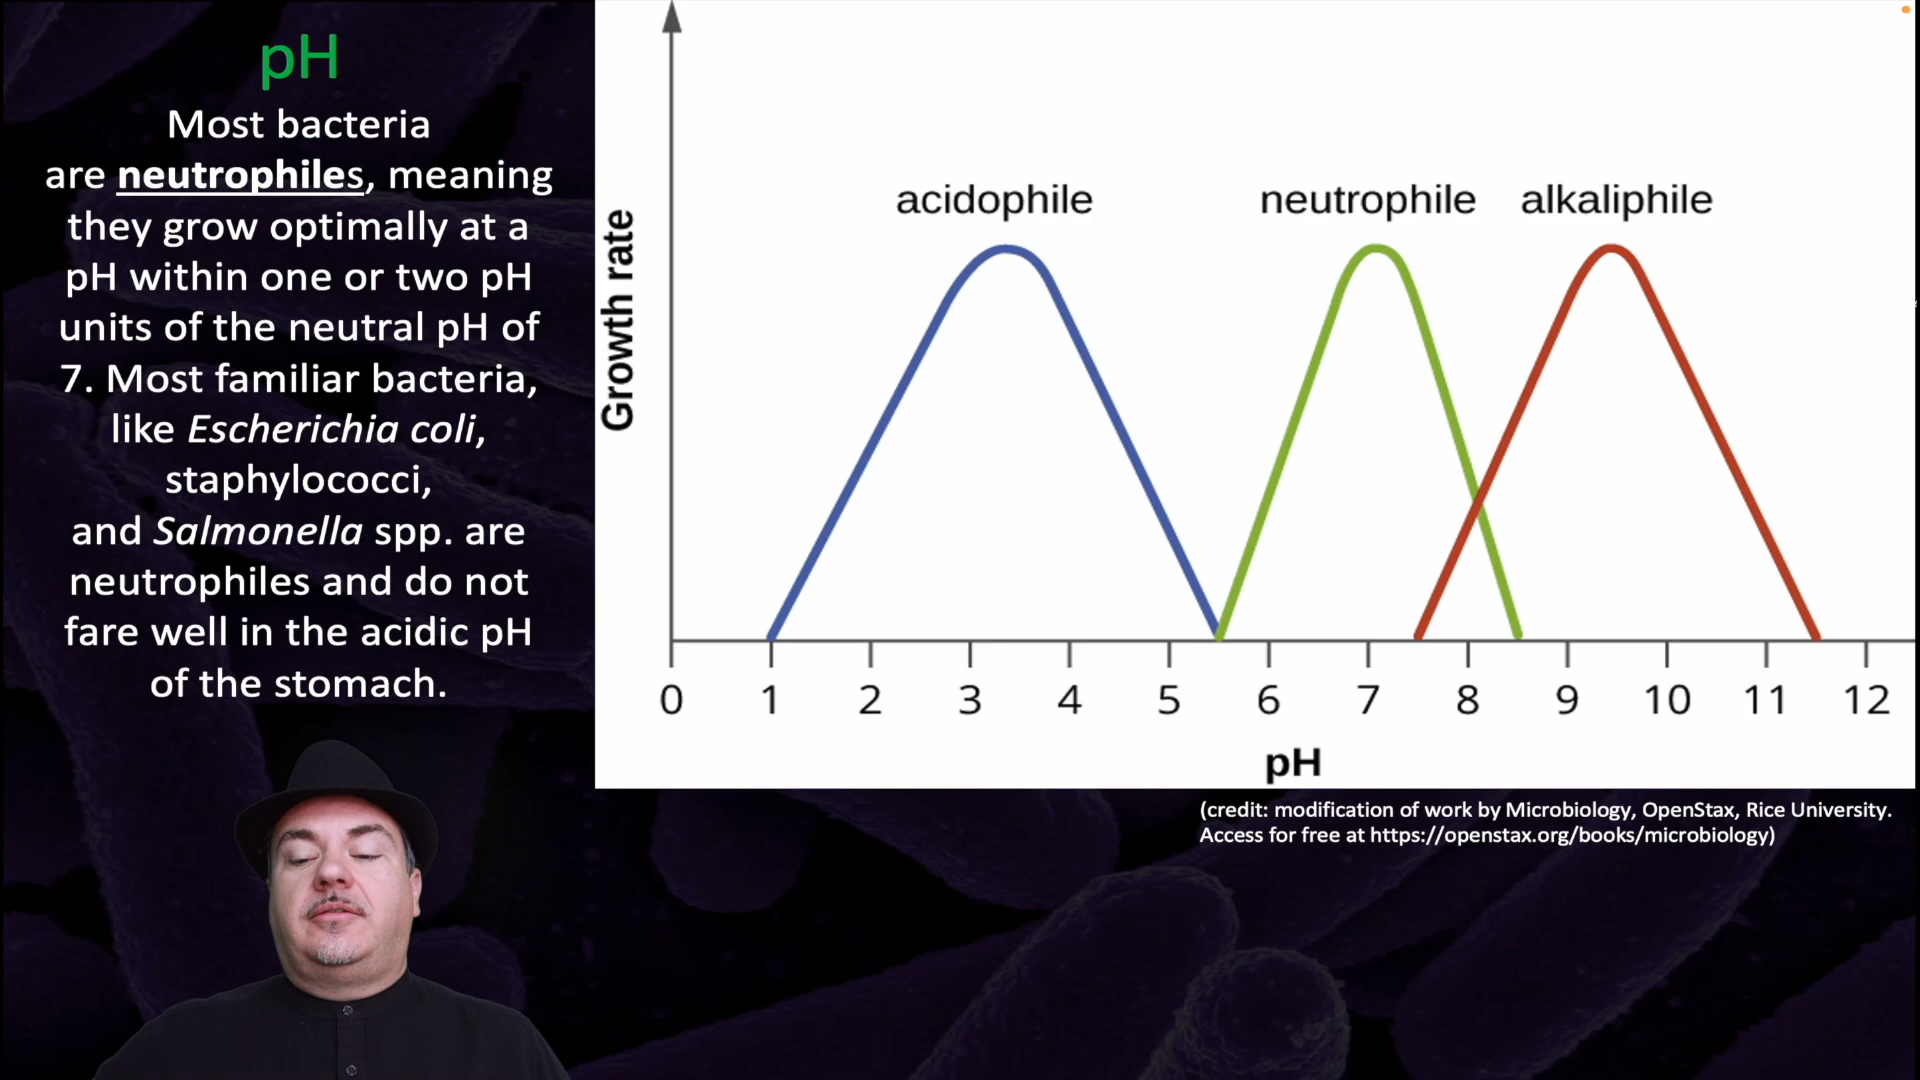 pH
Most bacteria
are neutrophiles, meaning
they grow optimally at a
pH within one or two pH
units of the neutral pH of
7. Most familiar bacteria,
like Escherichia coli,
staphylococci,
and Salmonella spp. are
neutrophiles and do not
fare well in the acidic pH
of the stomach.
Growth rate
acidophile
neutrophile
alkaliphile
0 1 2 3 4 5 6 7 8 9 10 11 12
pH
(credit: modification of work by Microbiology, OpenStax, Rice University.
Access for free at https://openstax.org/books/microbiology)